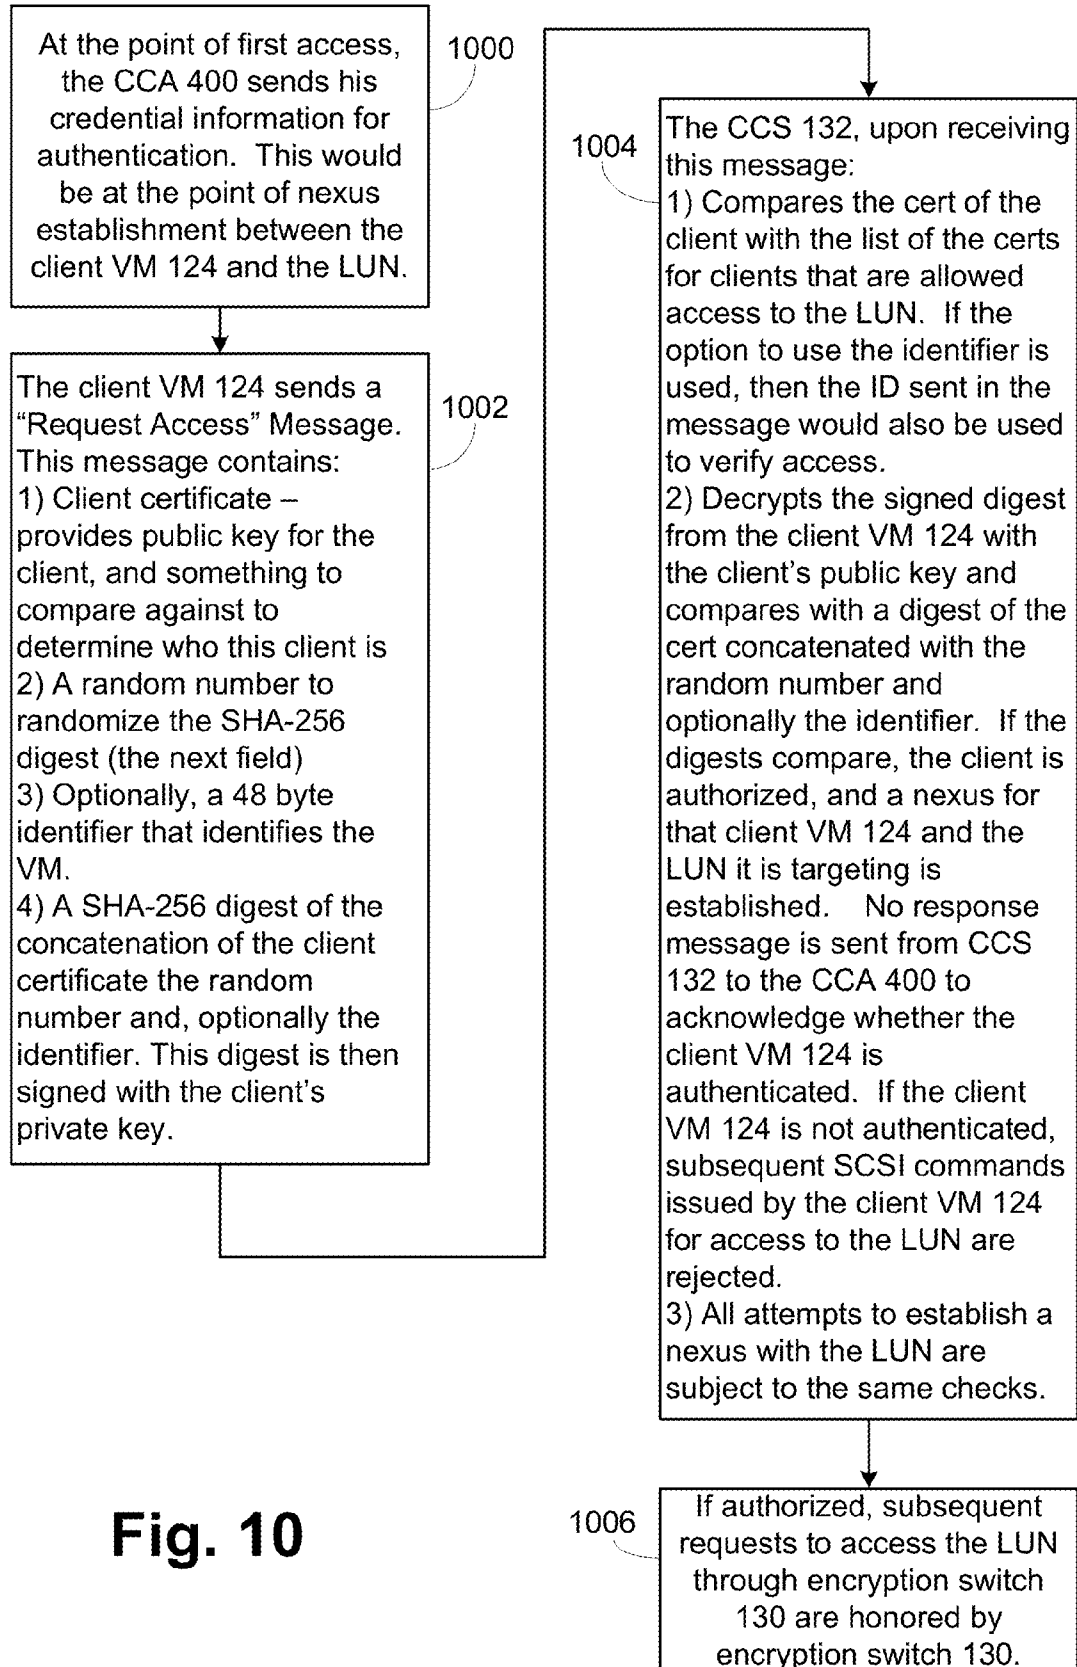 At the point of first access,
the CCA 400 sends his
credential information for
authentication. This would
be at the point of nexus
establishment between the
client VM 124 and the LUN.
1000
The client VM 124 sends a
“Request Access” Message.
This message contains:
1) Client certificate –
provides public key for the
client, and something to
compare against to
determine who this client is
2) A random number to
randomize the SHA-256
digest (the next field)
3) Optionally, a 48 byte
identifier that identifies the
VM.
4) A SHA-256 digest of the
concatenation of the client
certificate the random
number and, optionally the
identifier. This digest is then
signed with the client’s
private key.
1002
1004
The CCS 132, upon receiving
this message:
1) Compares the cert of the
client with the list of the certs
for clients that are allowed
access to the LUN. If the
option to use the identifier is
used, then the ID sent in the
message would also be used
to verify access.
2) Decrypts the signed digest
from the client VM 124 with
the client’s public key and
compares with a digest of the
cert concatenated with the
random number and
optionally the identifier. If the
digests compare, the client is
authorized, and a nexus for
that client VM 124 and the
LUN it is targeting is
established. No response
message is sent from CCS
132 to the CCA 400 to
acknowledge whether the
client VM 124 is
authenticated. If the client
VM 124 is not authenticated,
subsequent SCSI commands
issued by the client VM 124
for access to the LUN are
rejected.
3) All attempts to establish a
nexus with the LUN are
subject to the same checks.
1006
If authorized, subsequent
requests to access the LUN
through encryption switch
130 are honored by
encryption switch 130.
Fig. 10